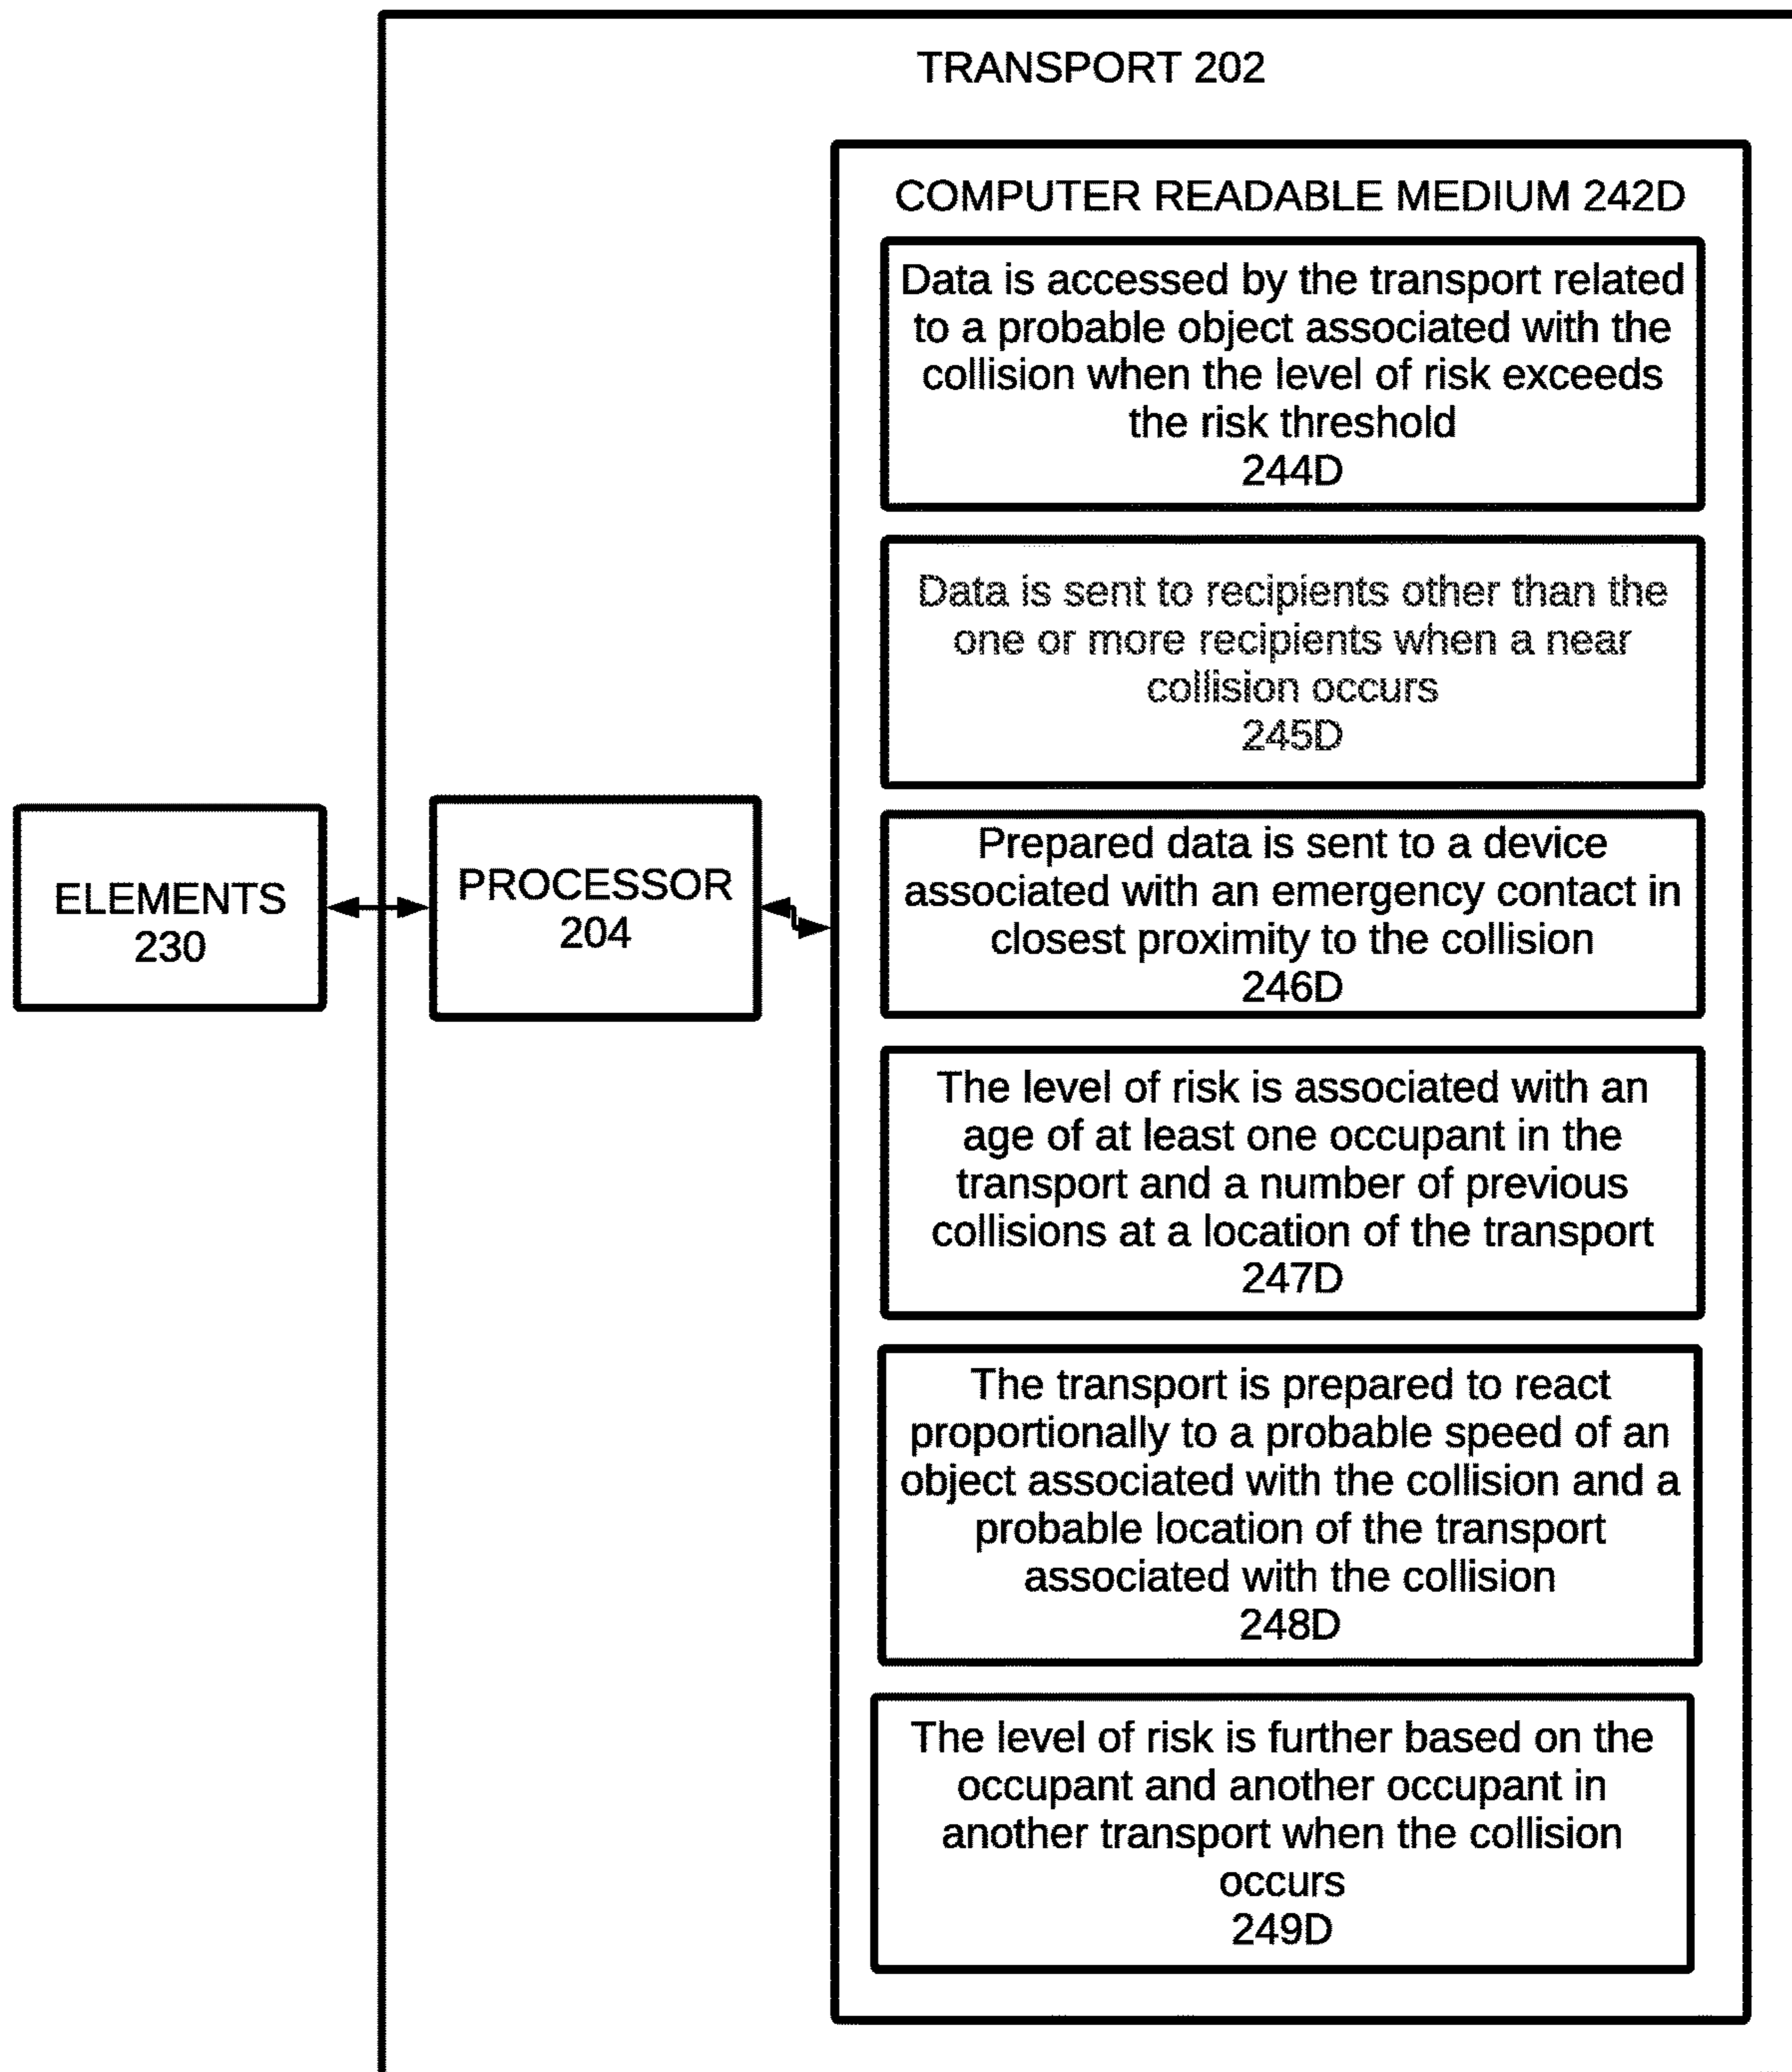 TRANSPORT 202
COMPUTER READABLE MEDIUM 242D
Data is accessed by the transport related
to a probable object associated with the
collision when the level of risk exceeds
the risk threshold
244D
Data is sent to recipients other than the
one or more recipients when a near
collision occurs
245D
Prepared data is sent to a device
associated with an emergency contact in
closest proximity to the collision
246D
ELEMENTS
230
PROCESSOR
204
The level of risk is associated with an
age of at least one occupant in the
transport and a number of previous
collisions at a location of the transport
247D
The transport is prepared to react
proportionally to a probable speed of an
object associated with the collision and a
probable location of the transport
associated with the collision
248D
The level of risk is further based on the
occupant and another occupant in
another transport when the collision
occurs
249D